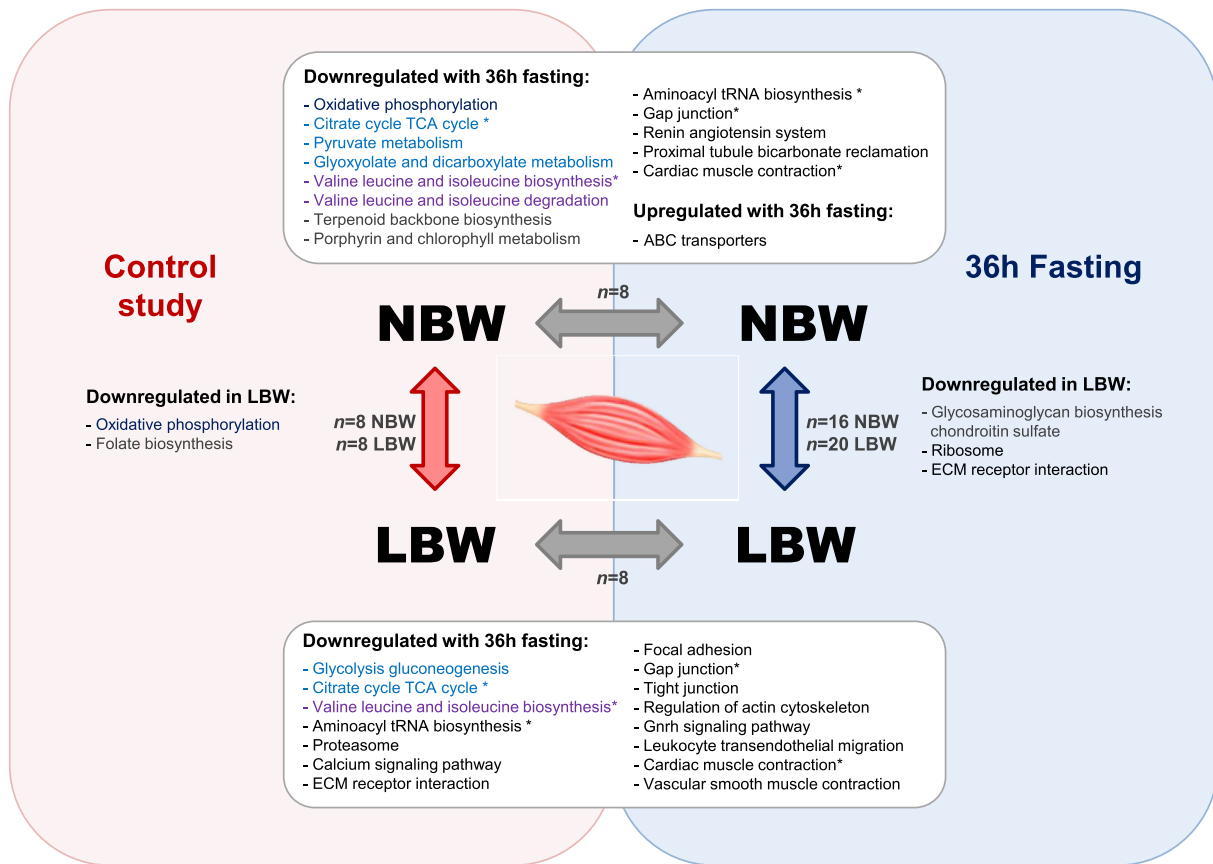 Downregulated with 36h fasting:
- Oxidative phosphorylation
- Citrate cycle TCA cycle *
- Pyruvate metabolism
- Glyoxyolate and dicarboxylate metabolism
- Valine leucine and isoleucine biosynthesis*
- Valine leucine and isoleucine degradation
- Terpenoid backbone biosynthesis
- Porphyrin and chlorophyll metabolism
- Aminoacyl tRNA biosynthesis *
- Gap junction*
- Renin angiotensin system
- Proximal tubule bicarbonate reclamation
- Cardiac muscle contraction*
Upregulated with 36h fasting:
- ABC transporters
Control
study
36h Fasting
n=8
NBW
NBW
Downregulated in LBW:
- Oxidative phosphorylation
- Folate biosynthesis
n=8 NBW
n=8 LBW
n=16 NBW
n=20 LBW
Downregulated in LBW:
- Glycosaminoglycan biosynthesis
chondroitin sulfate
- Ribosome
- ECM receptor interaction
LBW
LBW
n=8
Downregulated with 36h fasting:
- Glycolysis gluconeogenesis
- Citrate cycle TCA cycle *
- Valine leucine and isoleucine biosynthesis*
- Aminoacyl tRNA biosynthesis *
- Proteasome
- Calcium signaling pathway
- ECM receptor interaction
- Focal adhesion
- Gap junction*
- Tight junction
- Regulation of actin cytoskeleton
- Gnrh signaling pathway
- Leukocyte transendothelial migration
- Cardiac muscle contraction*
- Vascular smooth muscle contraction